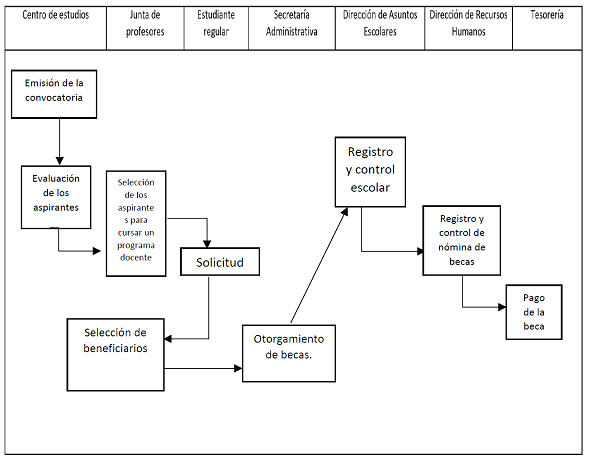 Centro de estudios
Junta de
profesores
Estudiante
regular
Secretaría
Administrativa
Dirección de Asuntos
Escolares
Dirección de Recursos
Humanos
Tesorería
Emisión de la
convocatoria
Evaluación
de los
aspirantes
Selección
de los
aspirante
s para
cursar un
programa
docente
Solicitud
Selección de
beneficiarios
Otorgamiento
de becas.
Registro
y control
escolar
Registro y
control de
nómina de
becas
Pago
de la
beca